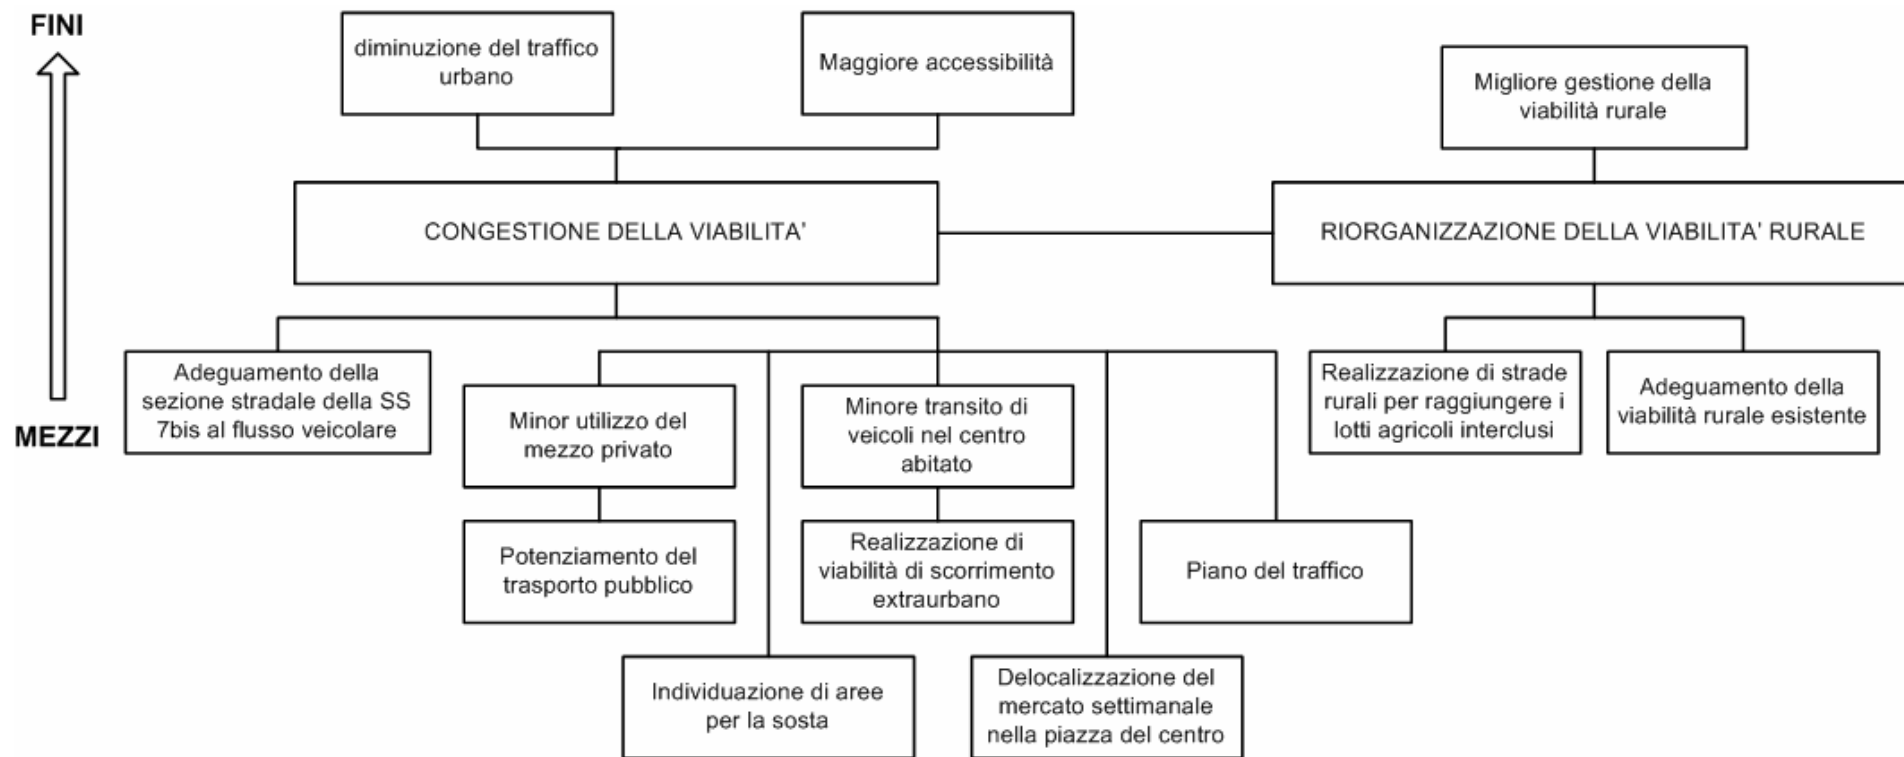 FINI
diminuzione del traffico
urbano
Maggiore accessibilità
Migliore gestione della
viabilità rurale
CONGESTIONE DELLA VIABILITA'
RIORGANIZZAZIONE DELLA VIABILITA' RURALE
MEZZI
Adeguamento della
sezione stradale della SS
7bis al flusso veicolare
Minor utilizzo del
mezzo privato
Minore transito di
veicoli nel centro
abitato
Realizzazione di strade
rurali per raggiungere i
lotti agricoli interclusi
Adeguamento della
viabilità rurale esistente
Potenziamento del
trasporto pubblico
Realizzazione di
viabilità di scorrimento
extraurbano
Piano del traffico
Individuazione di aree
per la sosta
Delocalizzazione del
mercato settimanale
nella piazza del centro